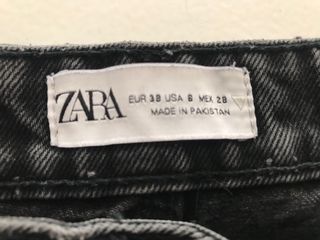 ZARA
EUR 38 USA 6 MEX 28
MADE IN PAKISTAN